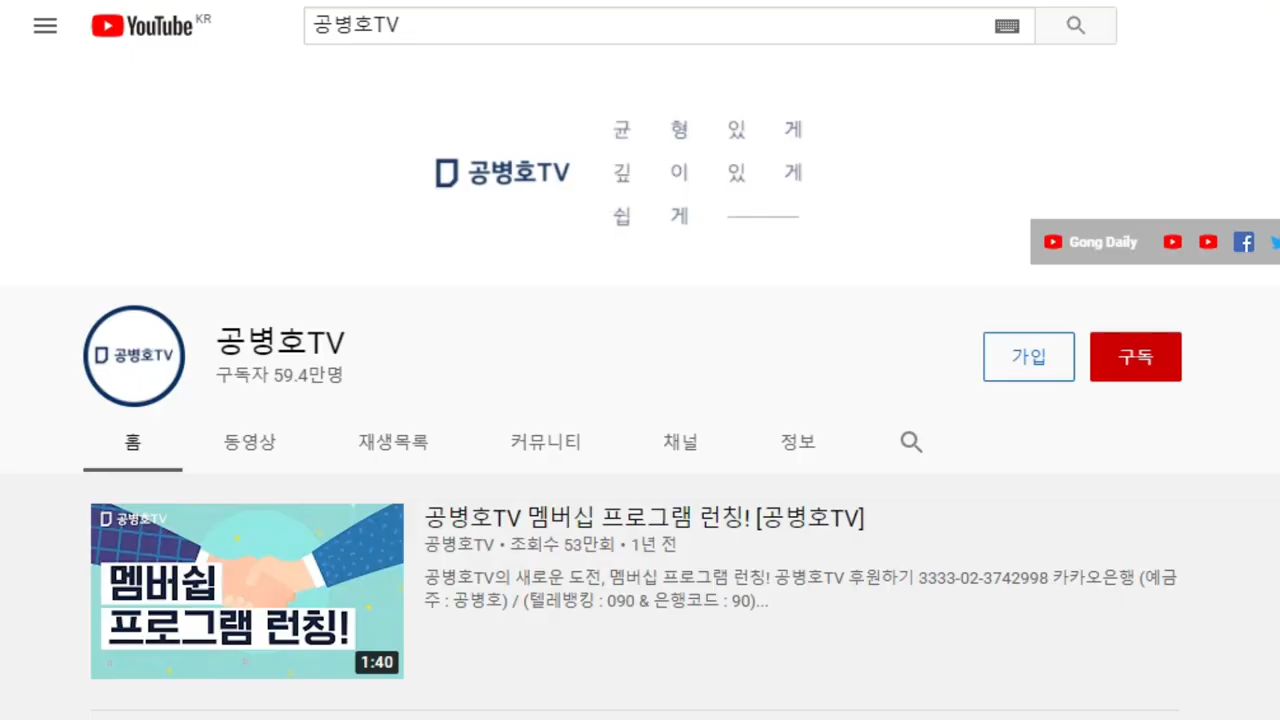 YouTube KR
공병호TV
균 형 있 게
공병호TV
깊 이 있 게
쉽 게
Gong Daily
공병호TV
공병호TV
구독자 59.4만명
가입
구독
홈
동영상
재생목록
커뮤니티
채널
정보
공병호TV
멤버쉽
프로그램 런칭!
1:40
공병호TV 멤버십 프로그램 런칭! [공병호TV]
공병호TV • 조회수 53만회 • 1년 전
공병호TV의 새로운 도전, 멤버십 프로그램 런칭! 공병호TV 후원하기 3333-02-3742998 카카오은행 (예금
주 : 공병호) / (텔레뱅킹 : 090 & 은행코드 : 90)...